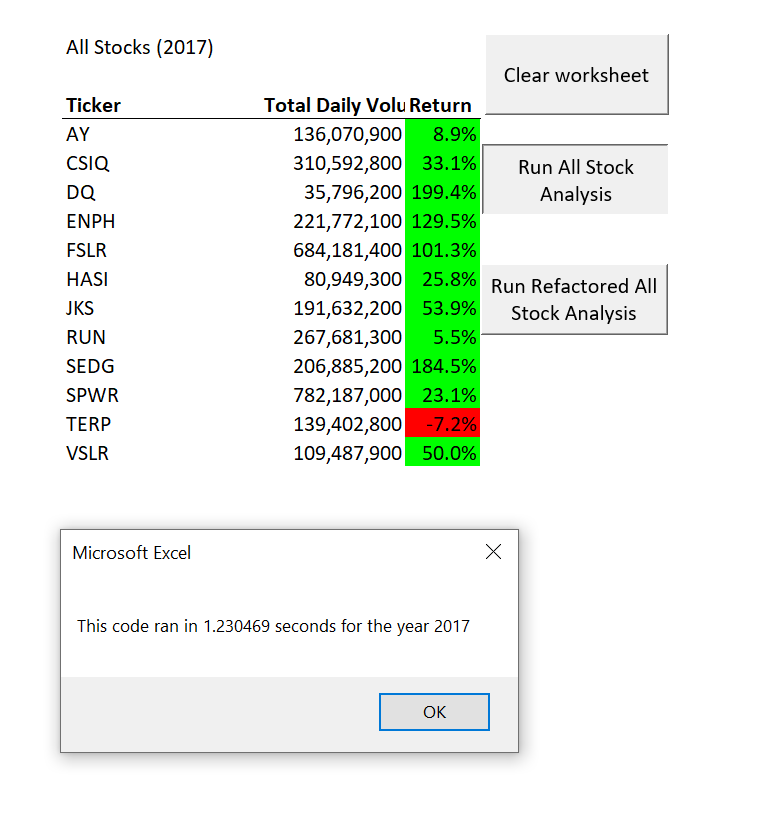 All Stocks (2017)
Clear worksheet
Ticker Total Daily Volu Return
AY 136,070,900 8.9%
CSIQ 310,592,800 33.1%
Run All Stock
Analysis
DQ 35,796,200 199.4%
ENPH 221,772,100 129.5%
FSLR 684,181,400 101.3%
HASI 80,949,300 25.8%
Run Refactored All
Stock Analysis
JKS 191,632,200 53.9%
RUN 267,681,300 5.5%
SEDG 206,885,200 184.5%
SPWR 782,187,000 23.1%
TERP 139,402,800 -7.2%
VSLR 109,487,900 50.0%
Microsoft Excel
This code ran in 1.230469 seconds for the year 2017
OK